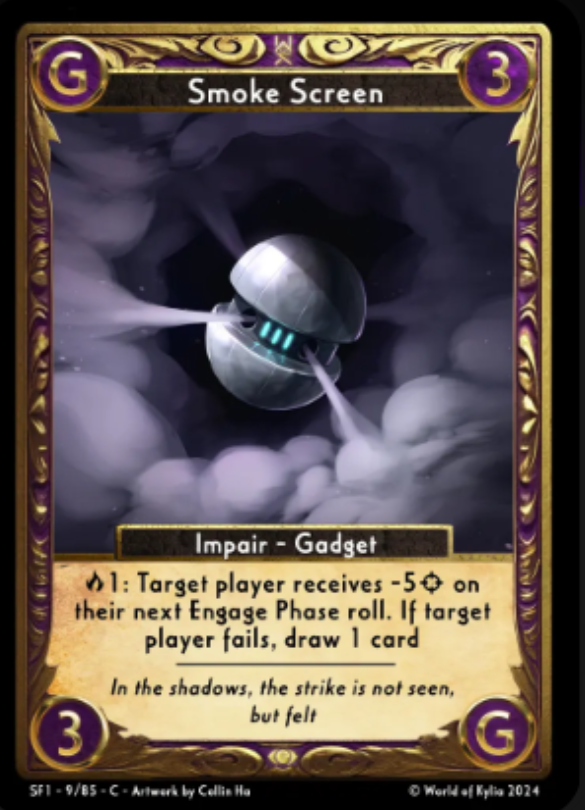 G 3
Smoke Screen
Impair - Gadget
1: Target player receives -5 on
their next Engage Phase roll. If target
player fails, draw 1 card
In the shadows, the strike is not seen,
but felt
3 G
SF1 - 9/85 - C - Artwork by Collin Ha © World of Kylia 2024